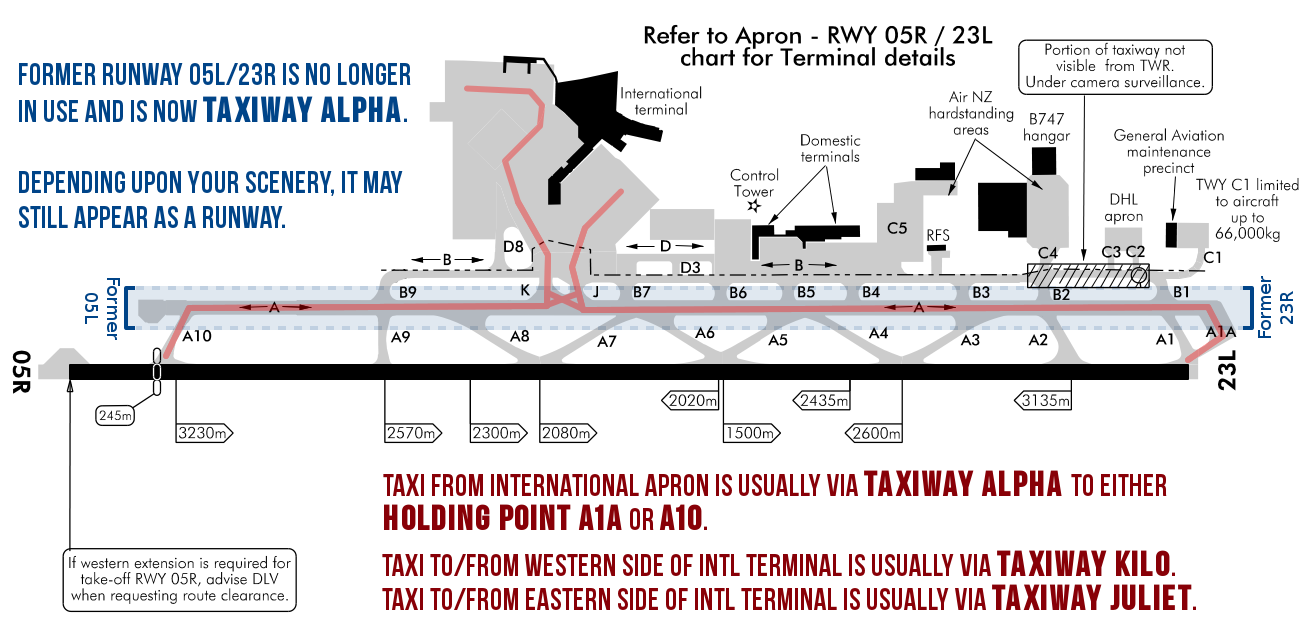 Refer to Apron - RWY 05R / 23L
chart for Terminal details
FORMER RUNWAY 05L/23R IS NO LONGER
IN USE AND IS NOW TAXIWAY ALPHA.
DEPENDING UPON YOUR SCENERY, IT MAY
STILL APPEAR AS A RUNWAY.
Portion of taxiway not
visible from TWR.
Under camera surveillance.
International
terminal
Air NZ
hardstanding
areas
B747
hangar
General Aviation
maintenance
precinct
Domestic
terminals
Control
Tower
TWY C1 limited
to aircraft
up to
66,000kg
DHL
apron
RFS
C5
D8
D
B
D3
B
C4
C3
C2
C1
Former
05L
B9
K
J
B7
B6
B5
B4
B3
B2
B1
Former
23R
A
A
A10
A9
A8
A7
A6
A5
A4
A3
A2
A1
A1A
05R
23L
245m
3230m
2570m
2300m
2080m
2020m
1500m
2435m
2600m
3135m
TAXI FROM INTERNATIONAL APRON IS USUALLY VIA TAXIWAY ALPHA TO EITHER
HOLDING POINT A1A OR A10.
TAXI TO/FROM WESTERN SIDE OF INTL TERMINAL IS USUALLY VIA TAXIWAY KILO.
TAXI TO/FROM EASTERN SIDE OF INTL TERMINAL IS USUALLY VIA TAXIWAY JULIET.
If western extension is required for
take-off RWY 05R, advise DLV
when requesting route clearance.